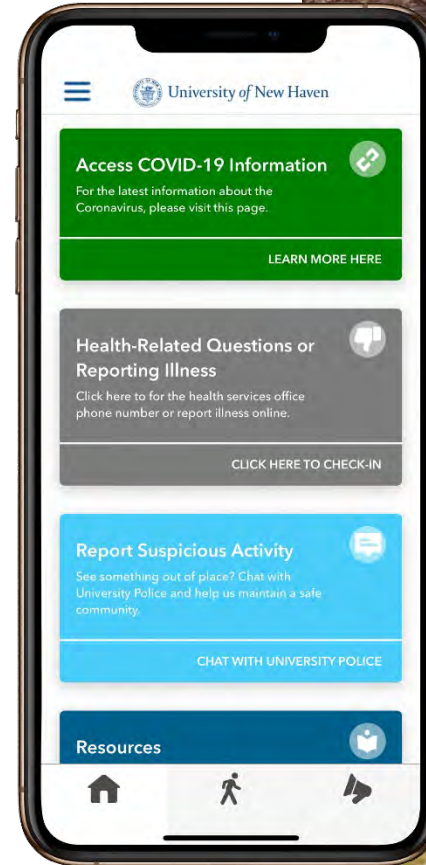 University of New Haven
Access COVID-19 Information
For the latest information about the
Coronavirus, please visit this page.
LEARN MORE HERE
Health-Related Questions or
Reporting Illness
Click here to for the health services office
phone number or report illness online.
CLICK HERE TO CHECK-IN
Report Suspicious Activity
See something out of place? Chat with
University Police and help us maintain a safe
community.
CHAT WITH UNIVERSITY POLICE
Resources